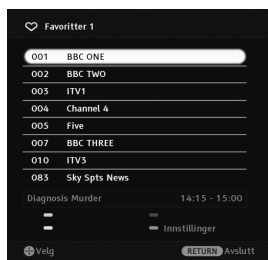 Favoritter 1
001 BBC ONE
002 BBC TWO
003 ITV1
004 Channel 4
005 Five
007 BBC THREE
010 ITV3
083 Sky Spts News
Diagnosis Murder 14:15 - 15:00
Innstillinger
Velg RETURN Avslutt